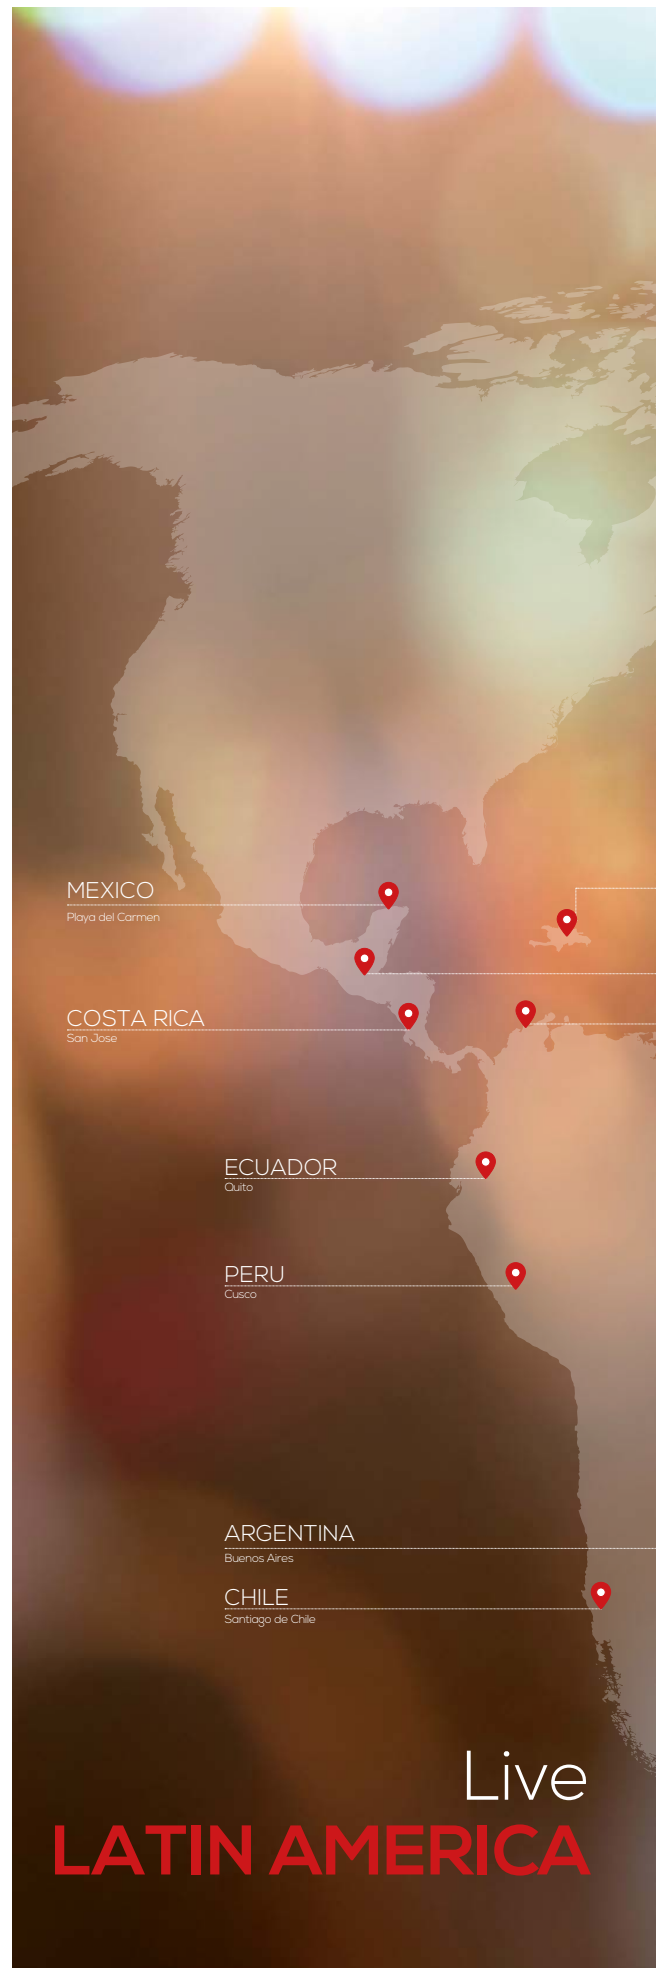 MEXICO
Playa del Carmen
COSTA RICA
San Jose
ECUADOR
Quito
PERU
Cusco
ARGENTINA
Buenos Aires
CHILE
Santiago de Chile
Live
LATIN AMERICA